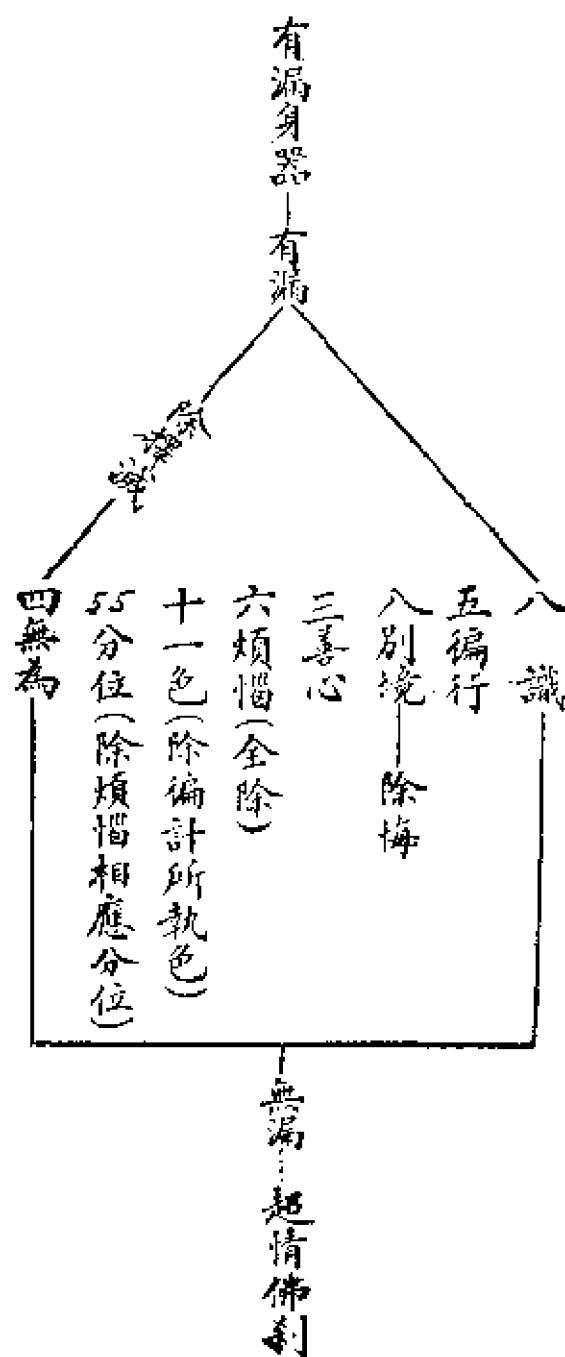 有漏身器—有漏
八 識
五徧行
八別境—除悔
三善心
六煩惱(全除)
十一色(除徧計所執色)
55分位(除煩惱相應分位)
四無為
無漏…超情佛剎